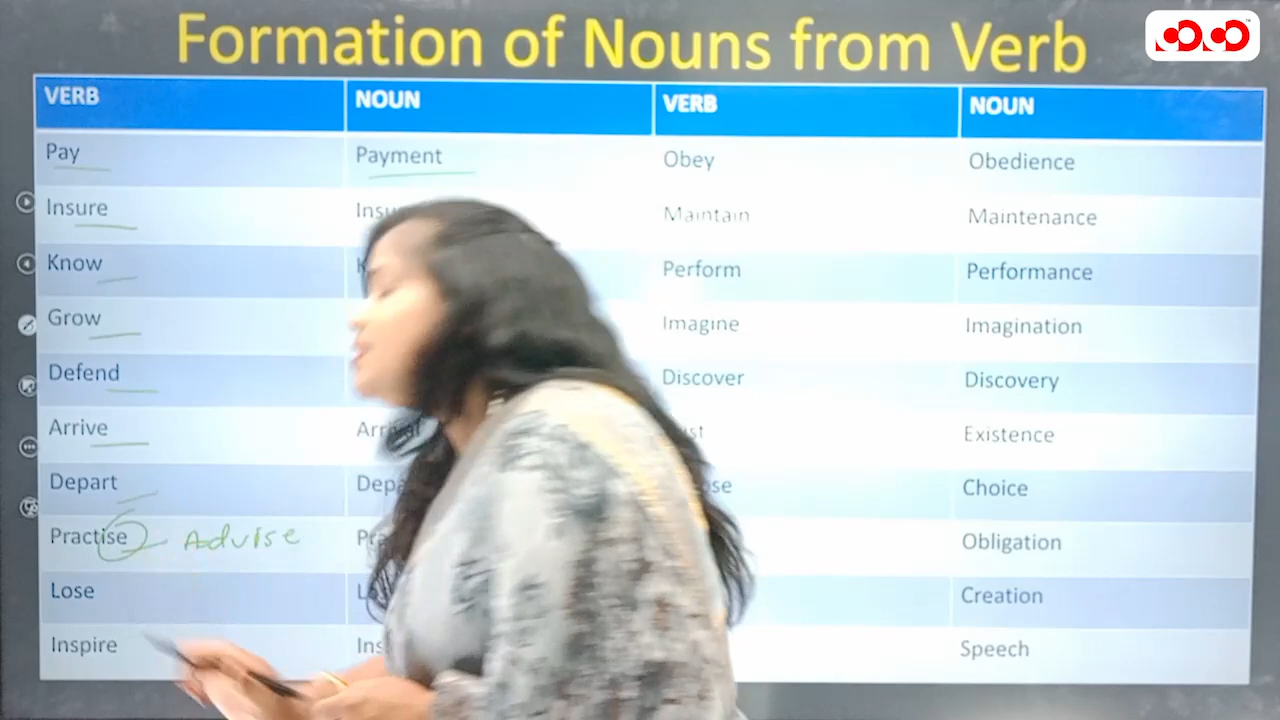 Formation of Nouns from Verb
VERB NOUN VERB NOUN
Pay Payment Obey Obedience
Insure Maintain Maintenance
Know Perform Performance
Grow Imagine Imagination
Defend Discover Discovery
Arrive Existence
Depart Choice
Practise Advise Obligation
Lose Creation
Inspire Speech